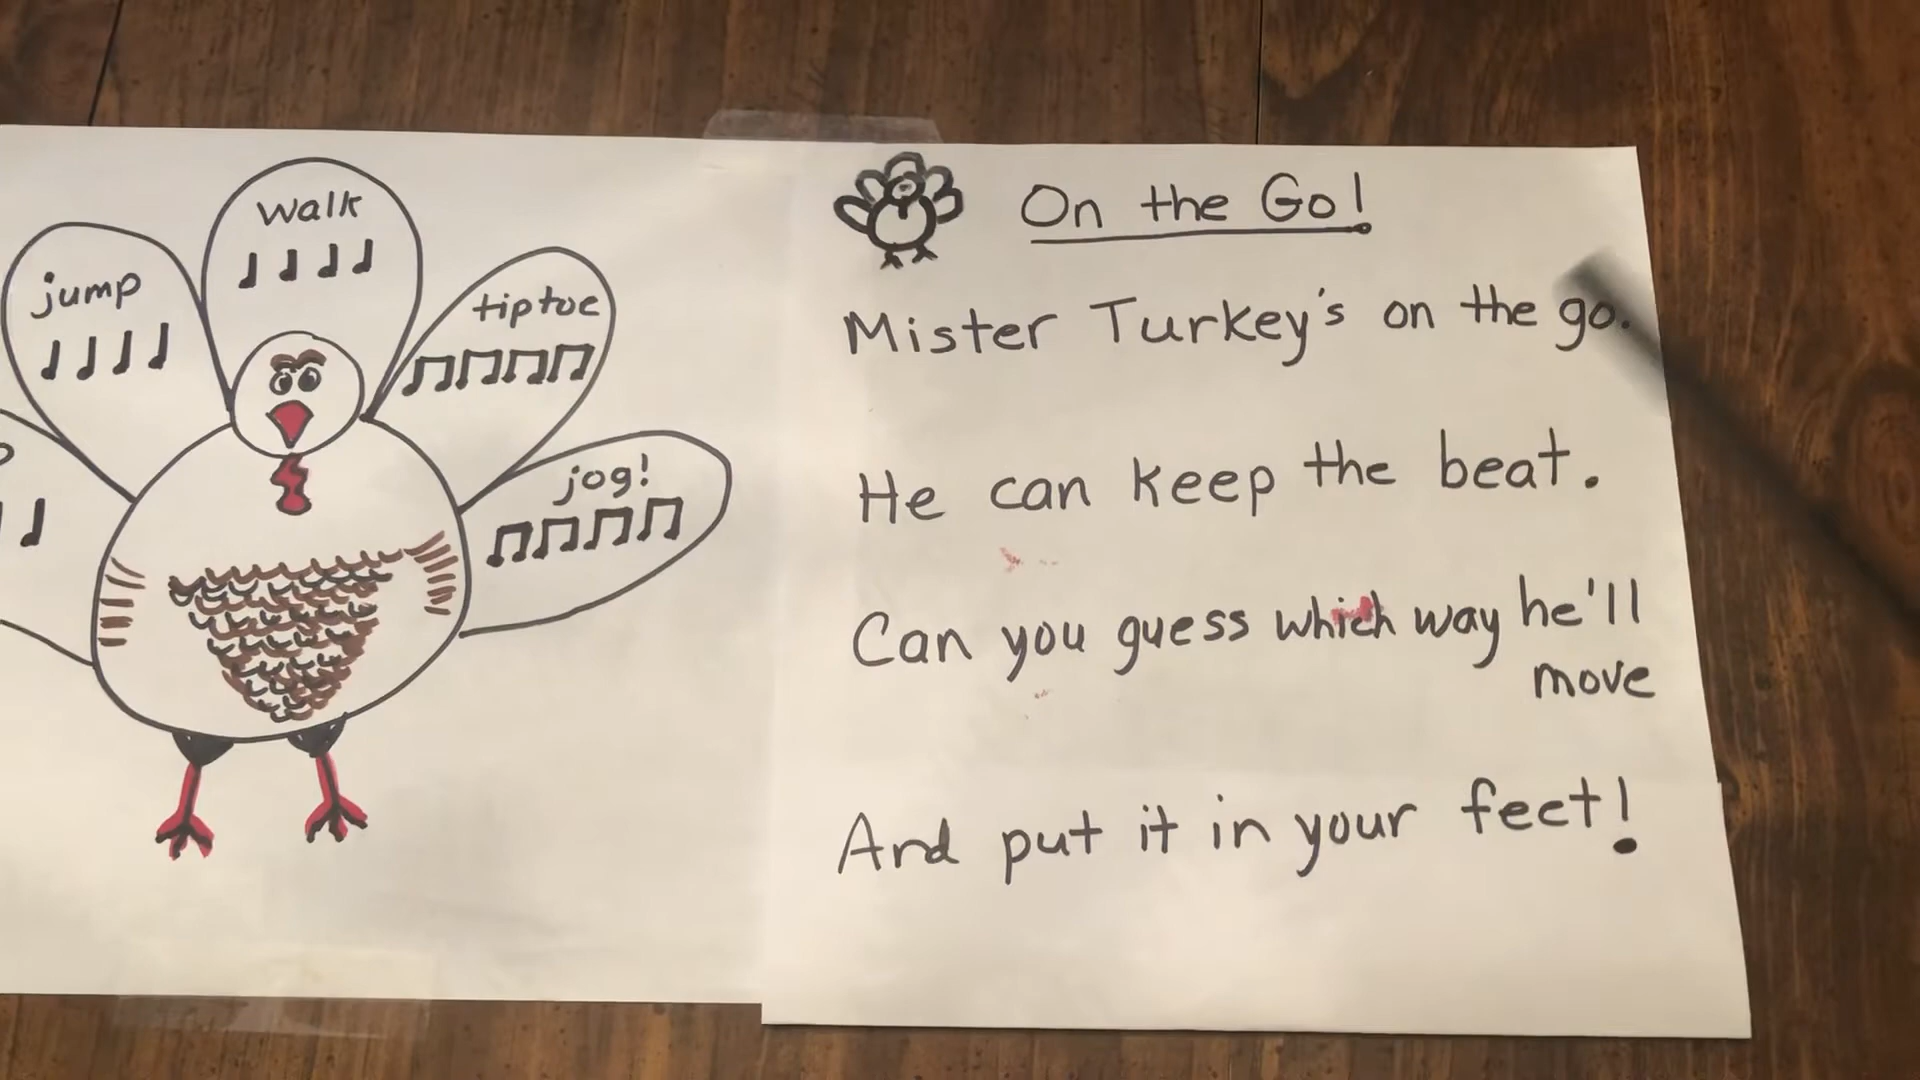 walk
jump
tiptoe
jog!
On the Go!
Mister Turkey's on the go.
He can keep the beat.
Can you guess which way he'll
move
And put it in your feet!